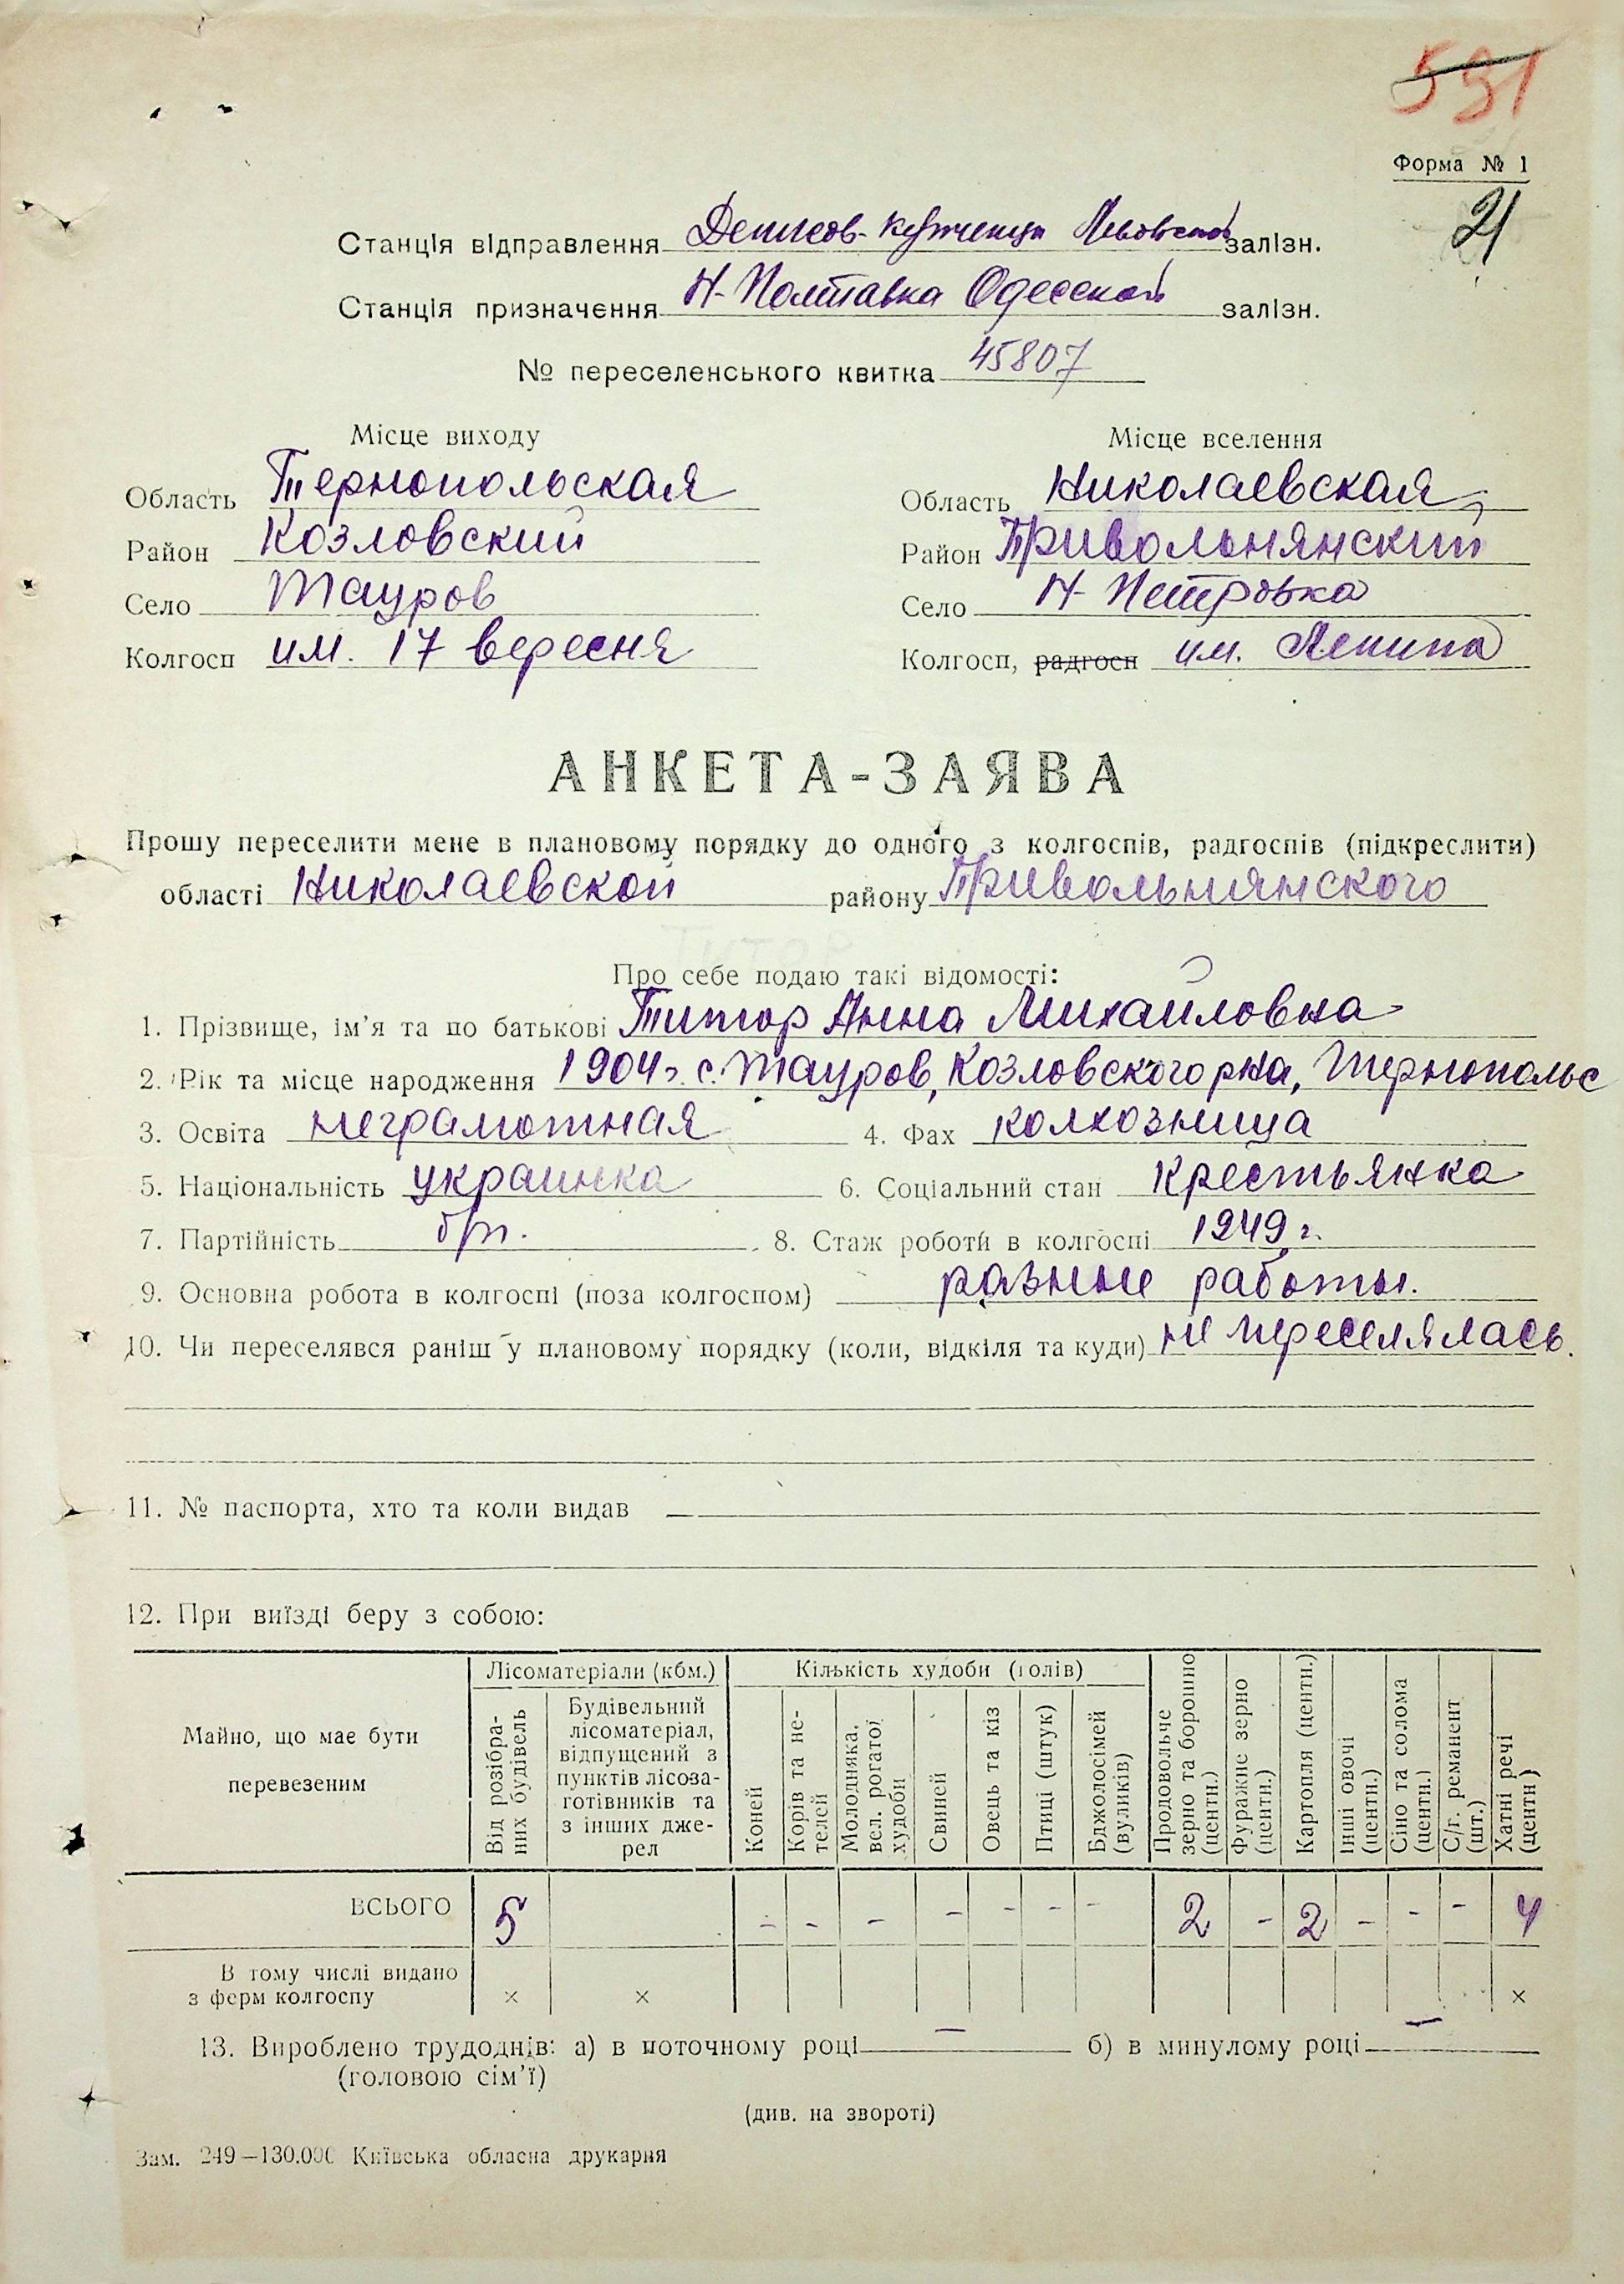 591
Форма № 1
21
Станція відправлення Денисов-Купченцы Львовской залізн.
Станція призначення Н-Полтавка Одесской залізн.
№ переселенського квитка 45807
Місце виходу
Область Тернопольская
Район Козловский
Село Тауров
Колгосп им. 17 вересня
Місце вселення
Область Николаевская
Район Привольнянский
Село Н-Петровка
Колгосп, радгосп им. Ленина
АНКЕТА-ЗАЯВА
Прошу переселити мене в плановому порядку до одного з колгоспів, радгоспів (підкреслити)
області Николаевской району Привольнянского
Титор
Про себе подаю такі відомості:
1. Прізвище, ім'я та по батькові Титор Анна Михайловна
2. Рік та місце народження 1904 г. с. Тауров, Козловского р-на, Тернопольс
3. Освіта неграмотная 4. Фах колхозница
5. Національність украинка 6. Соціальний стан крестьянка
7. Партійність б/п. 8. Стаж роботи в колгоспі 1949 г.
9. Основна робота в колгоспі (поза колгоспом) разные работы.
10. Чи переселявся раніш у плановому порядку (коли, відкіля та куди) не переселялась.
11. № паспорта, хто та коли видав —
12. При виїзді беру з собою:
Майно, що має бути перевезеним
Лісоматеріали (кбм.)
Від розібра-
них будівель
Будівельний
лісоматеріал,
відпущений з
пунктів лісоза-
готівників та
з інших дже-
рел
Кількість худоби (голів)
Коней
Корів та не-
телей
Молодняка,
вел. рогатої
худоби
Свиней
Овець та кіз
Птиці (штук)
Бджолосімей
(вуликів)
Продовольче
зерно та борошно
(центн.)
Фуражне зерно
(центн.)
Картопля (центн.)
Інші овочі
(центн.)
Сіно та солома
(центн.)
С/г. реманент
(шт.)
Хатні речі
(центн)
ВСЬОГО 5 - - - - - - - 2 - 2 - - - 4
В тому числі видано
з ферм колгоспу × × ×
13. Вироблено трудоднів: а) в поточному році — б) в минулому році —
(головою сім'ї)
(див. на звороті)
Зам. 249—130.000 Київська обласна друкарня